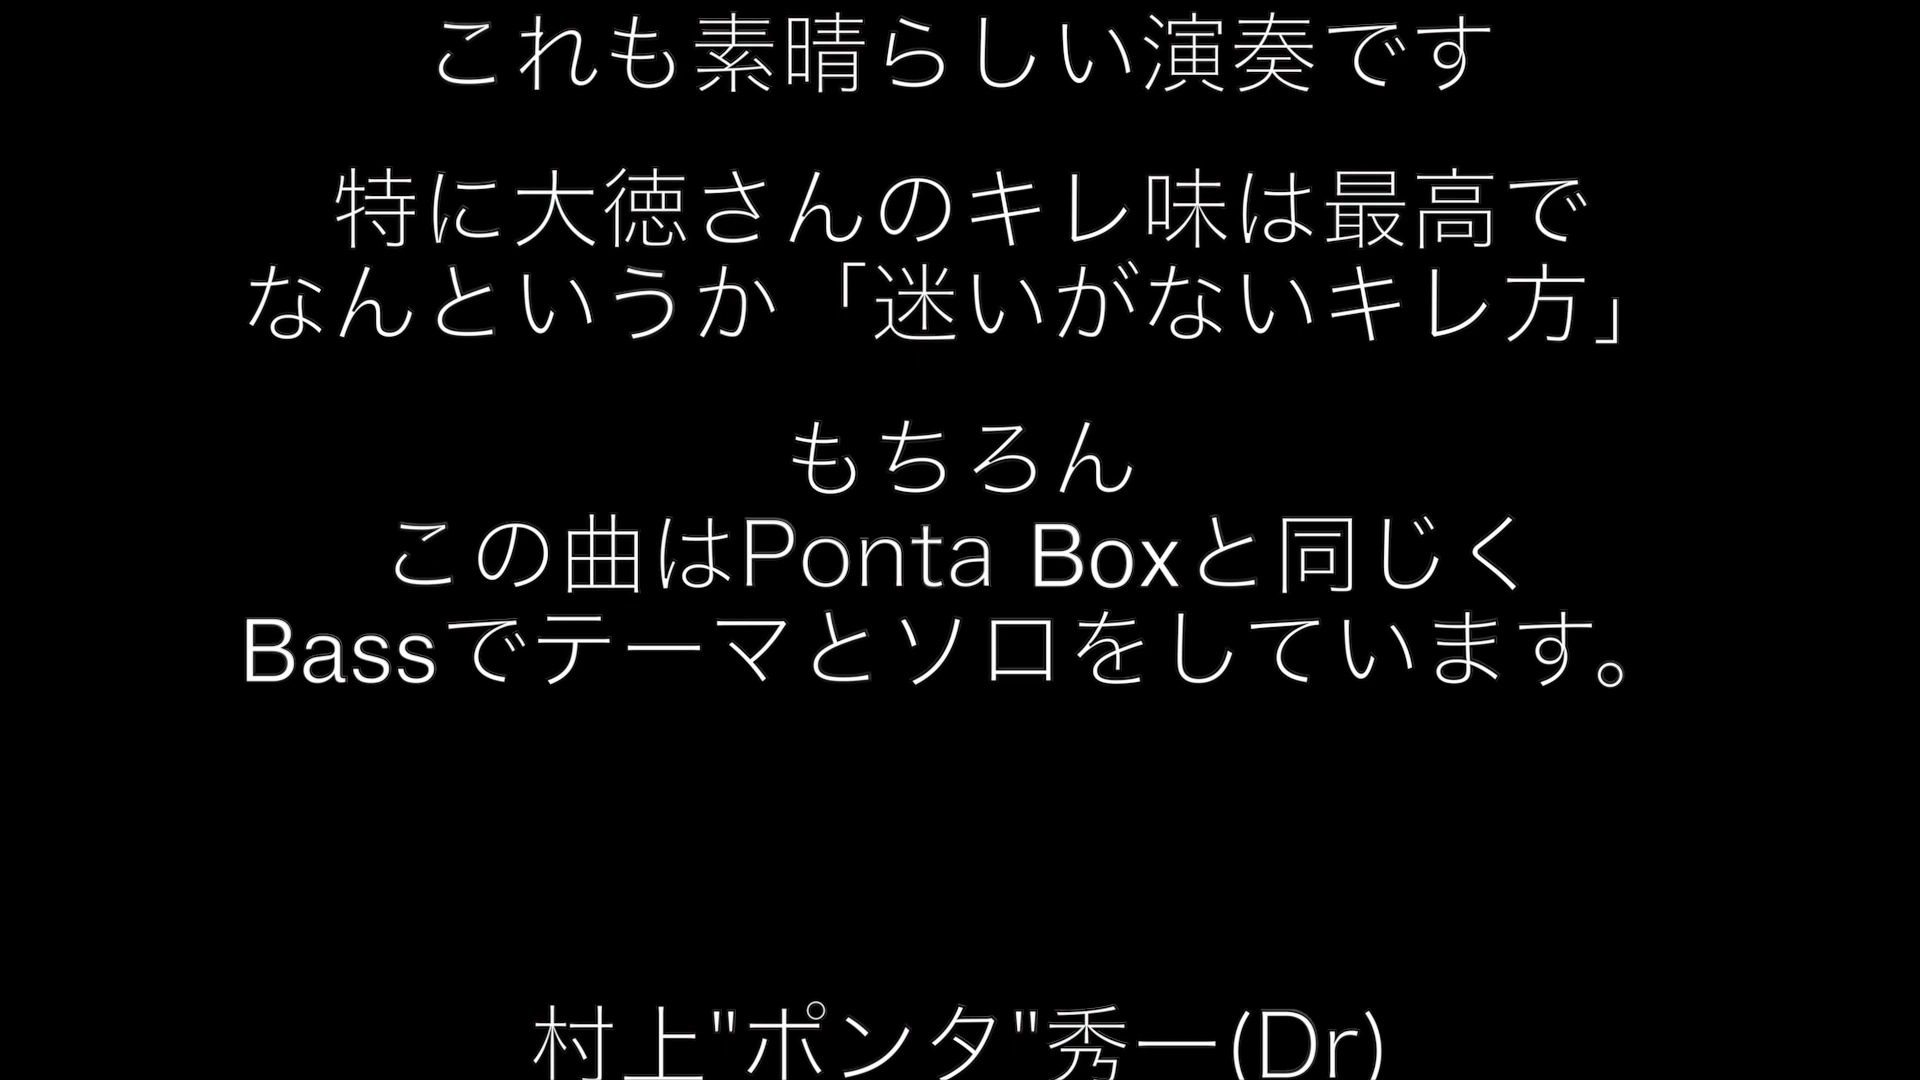 これも素晴らしい演奏です
特に大徳さんのキレ味は最高で
なんというか「迷いがないキレ方」
もちろん
この曲はPonta Boxと同じく
Bassでテーマとソロをしています。
村上"ポンタ"秀一(Dr)